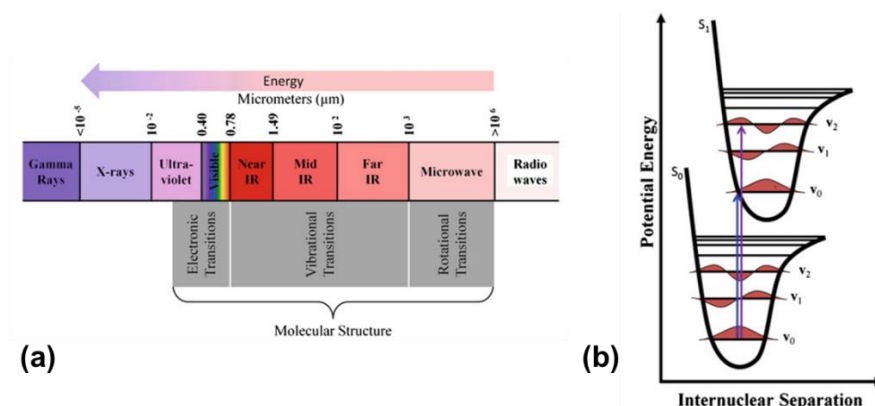 Energy
Micrometers (μm)
<10⁻⁵
10⁻²
0.40
0.78
1.49
10²
10³
>10⁶
Gamma Rays
X-rays
Ultra-violet
Visible
Near IR
Mid IR
Far IR
Microwave
Radio waves
Electronic Transitions
Vibrational Transitions
Rotational Transitions
Molecular Structure
(a)
S₁
v₂
v₁
v₀
S₀
v₂
v₁
v₀
Potential Energy
Internuclear Separation
(b)